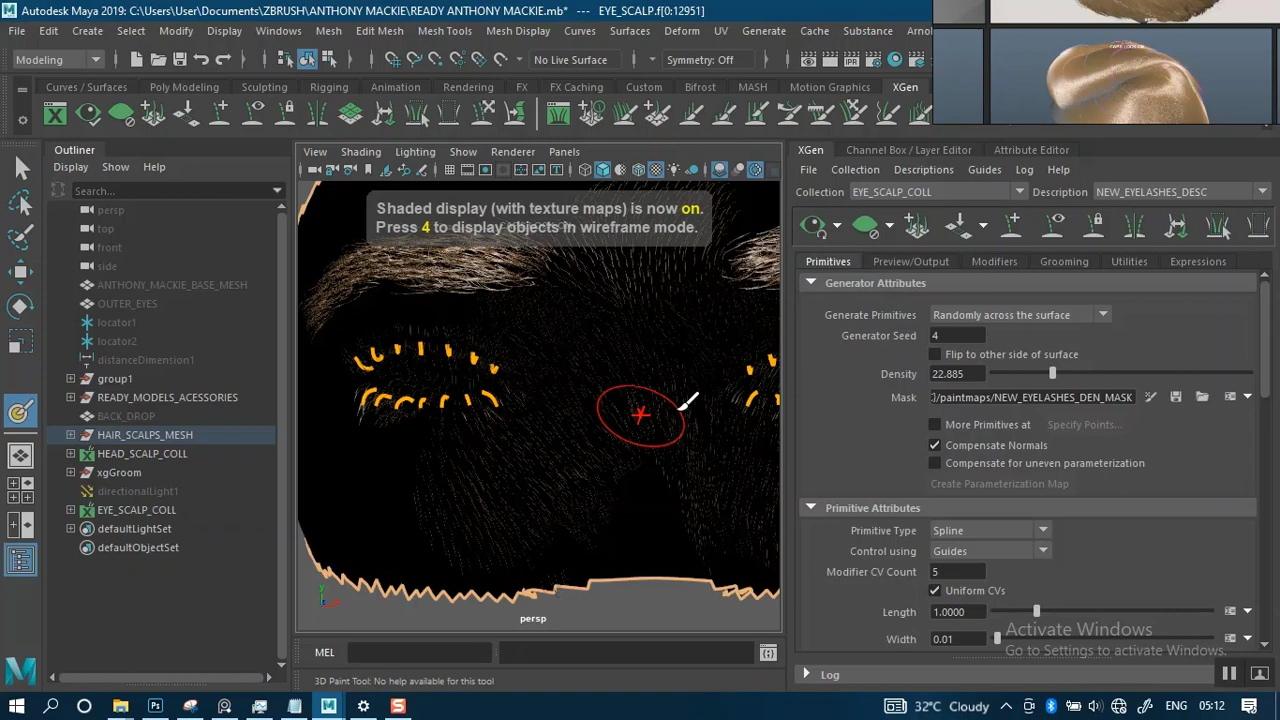 Autodesk Maya 2019: C:\Users\User\Documents\ZBRUSH\ANTHONY MACKIE\READY ANTHONY MACKIE.mb* --- EYE_SCALP.f[0:12951]
File Edit Create Select Modify Display Windows Mesh Edit Mesh Mesh Tools Mesh Display Curves Surfaces Deform UV Generate Cache Substance Arnol
Modeling No Live Surface Symmetry: Off
Curves / Surfaces Poly Modeling Sculpting Rigging Animation Rendering FX FX Caching Custom Bifrost MASH Motion Graphics XGen
Outliner
Display Show Help
Search...
persp
top
front
side
ANTHONY_MACKIE_BASE_MESH
OUTER_EYES
locator1
locator2
distanceDimension1
group1
READY_MODELS_ACESSORIES
BACK_DROP
HAIR_SCALPS_MESH
HEAD_SCALP_COLL
xgGroom
directionalLight1
EYE_SCALP_COLL
defaultLightSet
defaultObjectSet
View Shading Lighting Show Renderer Panels
Shaded display (with texture maps) is now on.
Press 4 to display objects in wireframe mode.
persp
MEL
3D Paint Tool: No help available for this tool
XGen Channel Box / Layer Editor Attribute Editor
File Collection Descriptions Guides Log Help
Collection EYE_SCALP_COLL Description NEW_EYELASHES_DESC
Primitives Preview/Output Modifiers Grooming Utilities Expressions
Generator Attributes
Generate Primitives Randomly across the surface
Generator Seed 4
Flip to other side of surface
Density 22.885
Mask /paintmaps/NEW_EYELASHES_DEN_MASK
More Primitives at Specify Points...
Compensate Normals
Compensate for uneven parameterization
Create Parameterization Map
Primitive Attributes
Primitive Type Spline
Control using Guides
Modifier CV Count 5
Uniform CVs
Length 1.0000
Width 0.01
Activate Windows
Go to Settings to activate Windows.
Log
32°C Cloudy ENG 05:12